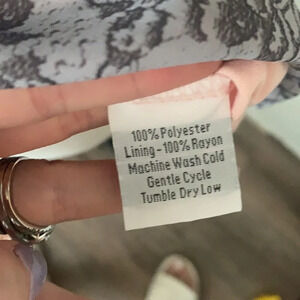 100% Polyester
Lining - 100% Rayon
Machine Wash Cold
Gentle Cycle
Tumble Dry Low